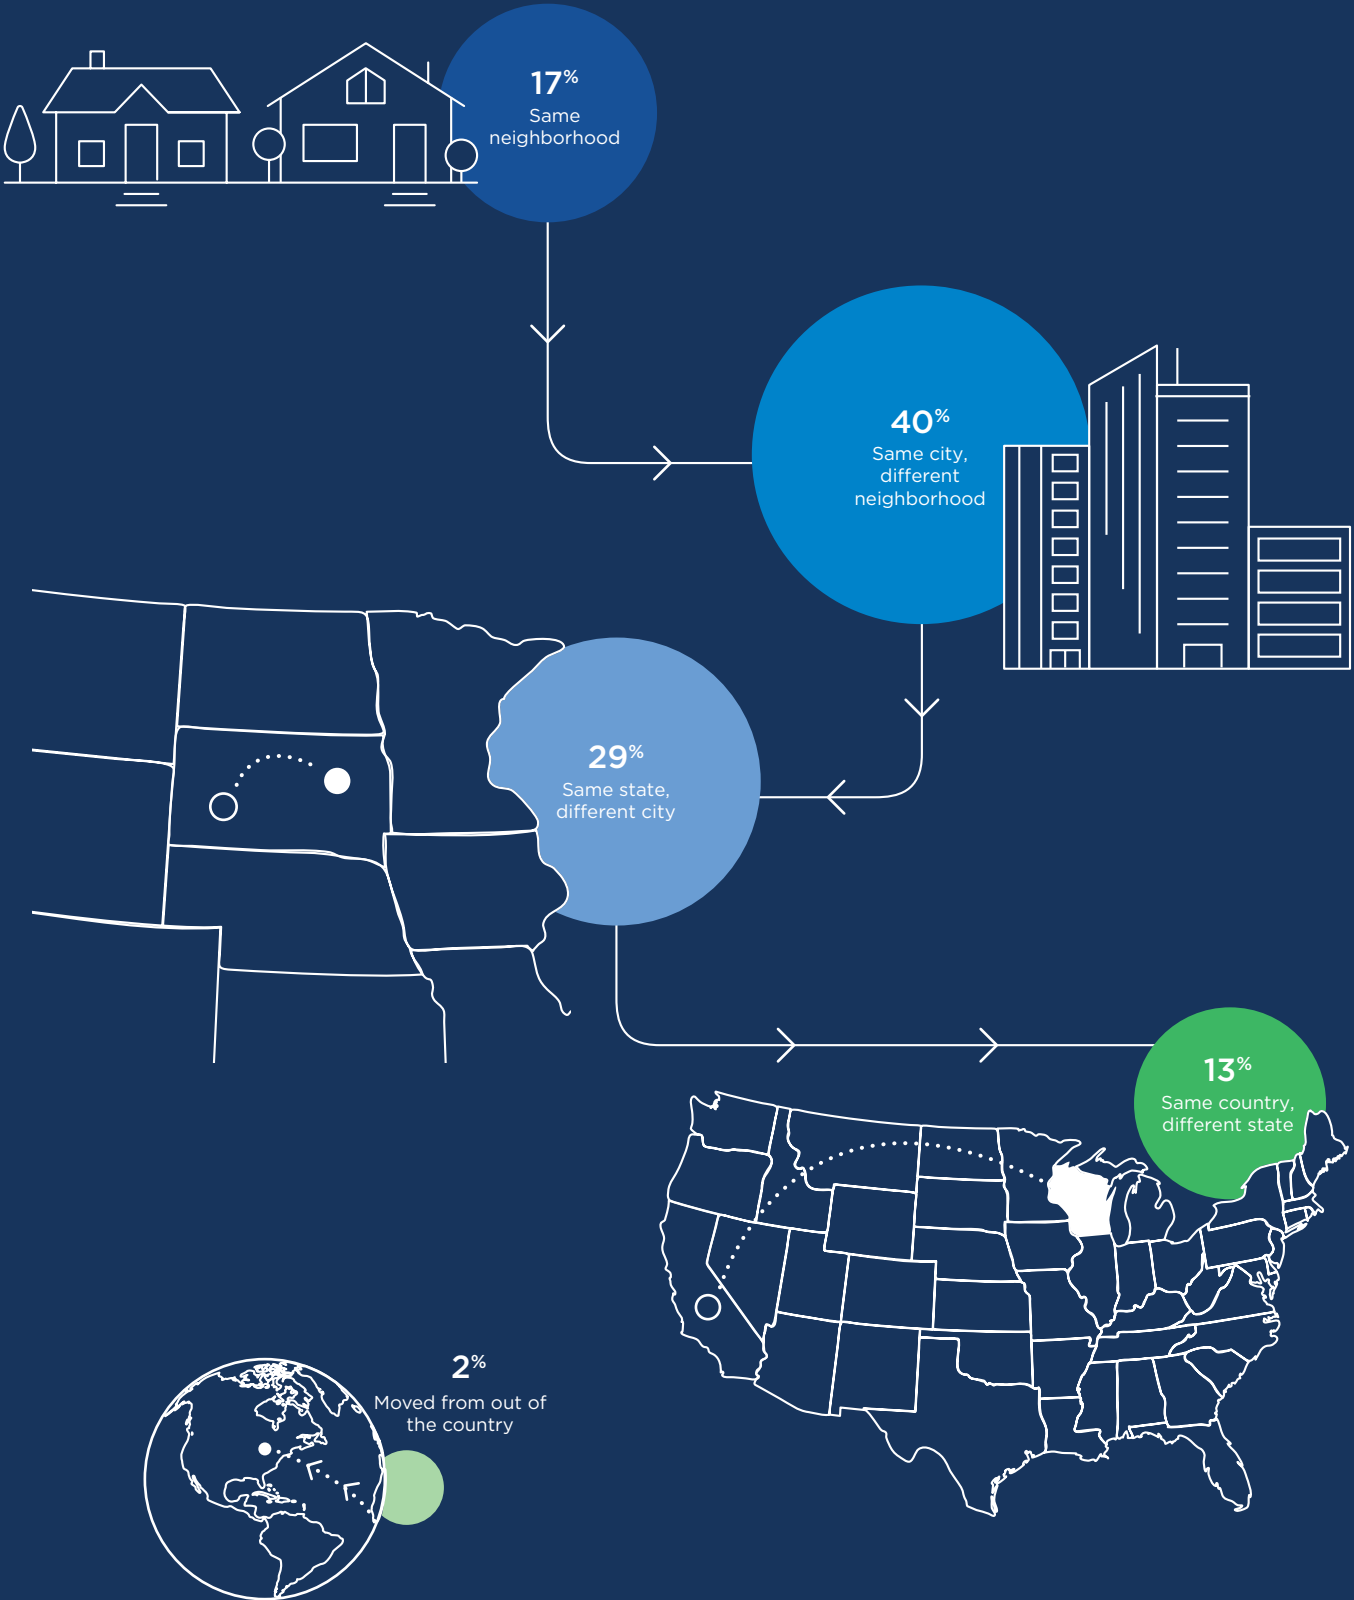 17%
Same
neighborhood
40%
Same city,
different
neighborhood
29%
Same state,
different city
13%
Same country,
different state
2%
Moved from out of
the country